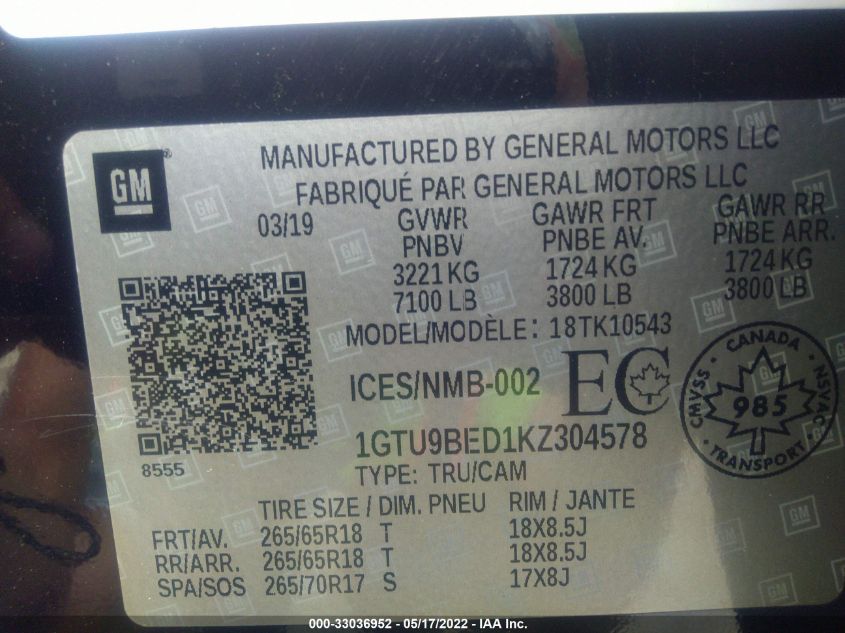 GM
MANUFACTURED BY GENERAL MOTORS LLC
FABRIQUÉ PAR GENERAL MOTORS LLC
03/19 GVWR GAWR FRT GAWR RR
PNBV PNBE AV. PNBE ARR.
3221 KG 1724 KG 1724 KG
7100 LB 3800 LB 3800 LB
MODEL/MODÈLE: 18TK10543
ICES/NMB-002 EC
CANADA
CMVSS 985 NSVAC
TRANSPORT
1GTU9BED1KZ304578
8555
TYPE: TRU/CAM
TIRE SIZE / DIM. PNEU RIM / JANTE
FRT/AV. 265/65R18 T 18X8.5J
RR/ARR. 265/65R18 T 18X8.5J
SPA/SOS 265/70R17 S 17X8J
000-33036952 - 05/17/2022 - IAA Inc.